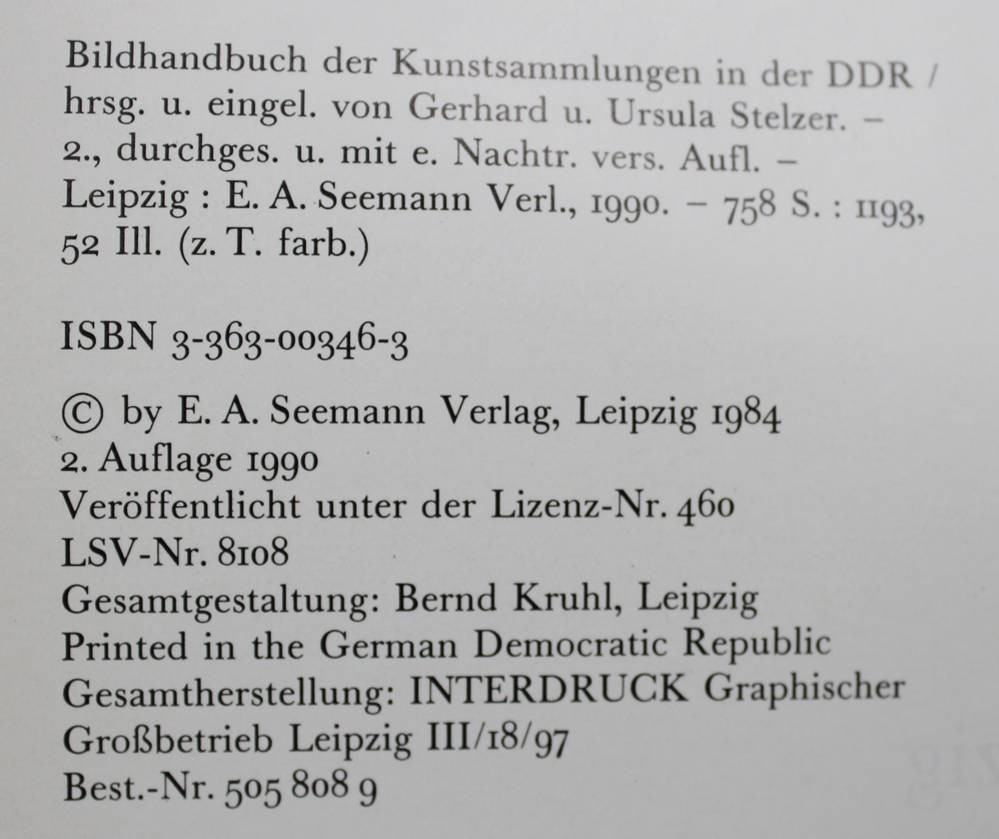 Bildhandbuch der Kunstsammlungen in der DDR /
hrsg. u. eingel. von Gerhard u. Ursula Stelzer. –
2., durchges. u. mit e. Nachtr. vers. Aufl. –
Leipzig : E. A. Seemann Verl., 1990. – 758 S. : 1193,
52 Ill. (z. T. farb.)
ISBN 3-363-00346-3
© by E. A. Seemann Verlag, Leipzig 1984
2. Auflage 1990
Veröffentlicht unter der Lizenz-Nr. 460
LSV-Nr. 8108
Gesamtgestaltung: Bernd Kruhl, Leipzig
Printed in the German Democratic Republic
Gesamtherstellung: INTERDRUCK Graphischer
Großbetrieb Leipzig III/18/97
Best.-Nr. 505 808 9